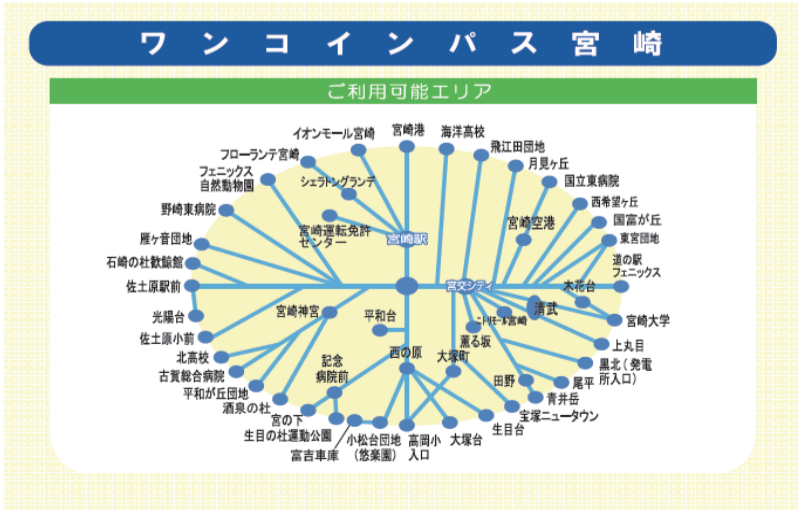 ワンコインパス宮崎
ご利用可能エリア
宮崎港
海洋高校
イオンモール宮崎
飛江田団地
フローランテ宮崎
月見ヶ丘
フェニックス
自然動物園
シェラトングランデ
国立東病院
野崎東病院
西希望ヶ丘
宮崎運転免許
センター
宮崎駅
宮崎空港
国富が丘
雁ヶ音団地
東宮団地
石崎の杜歓鯨館
道の駅
フェニックス
佐土原駅前
宮交シティ
木花台
光陽台
宮崎神宮
平和台
ニトリモール宮崎
清武
宮崎大学
佐土原小前
薫る坂
上丸目
北高校
記念
病院前
西の原
大塚町
黒北（発電
所入口）
古賀総合病院
田野
尾平
平和が丘団地
青井岳
酒泉の杜
宝塚ニュータウン
宮の下
生目台
生目の杜運動公園
小松台団地
（悠楽園）
高岡小
入口
大塚台
富吉車庫